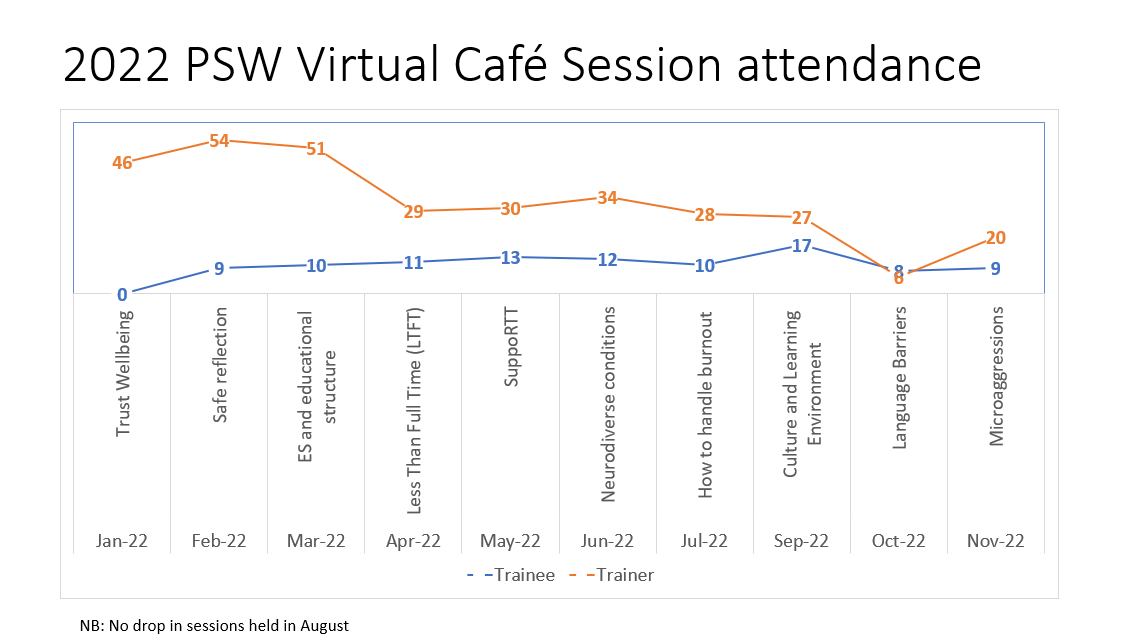 2022 PSW Virtual Café Session attendance
46
54
51
29
30
34
28
27
6
20
0
9
10
11
13
12
10
17
8
9
Trust Wellbeing
Safe reflection
ES and educational
structure
Less Than Full Time (LTFT)
SuppoRTT
Neurodiverse conditions
How to handle burnout
Culture and Learning
Environment
Language Barriers
Microaggressions
Jan-22 Feb-22 Mar-22 Apr-22 May-22 Jun-22 Jul-22 Sep-22 Oct-22 Nov-22
Trainee Trainer
NB: No drop in sessions held in August